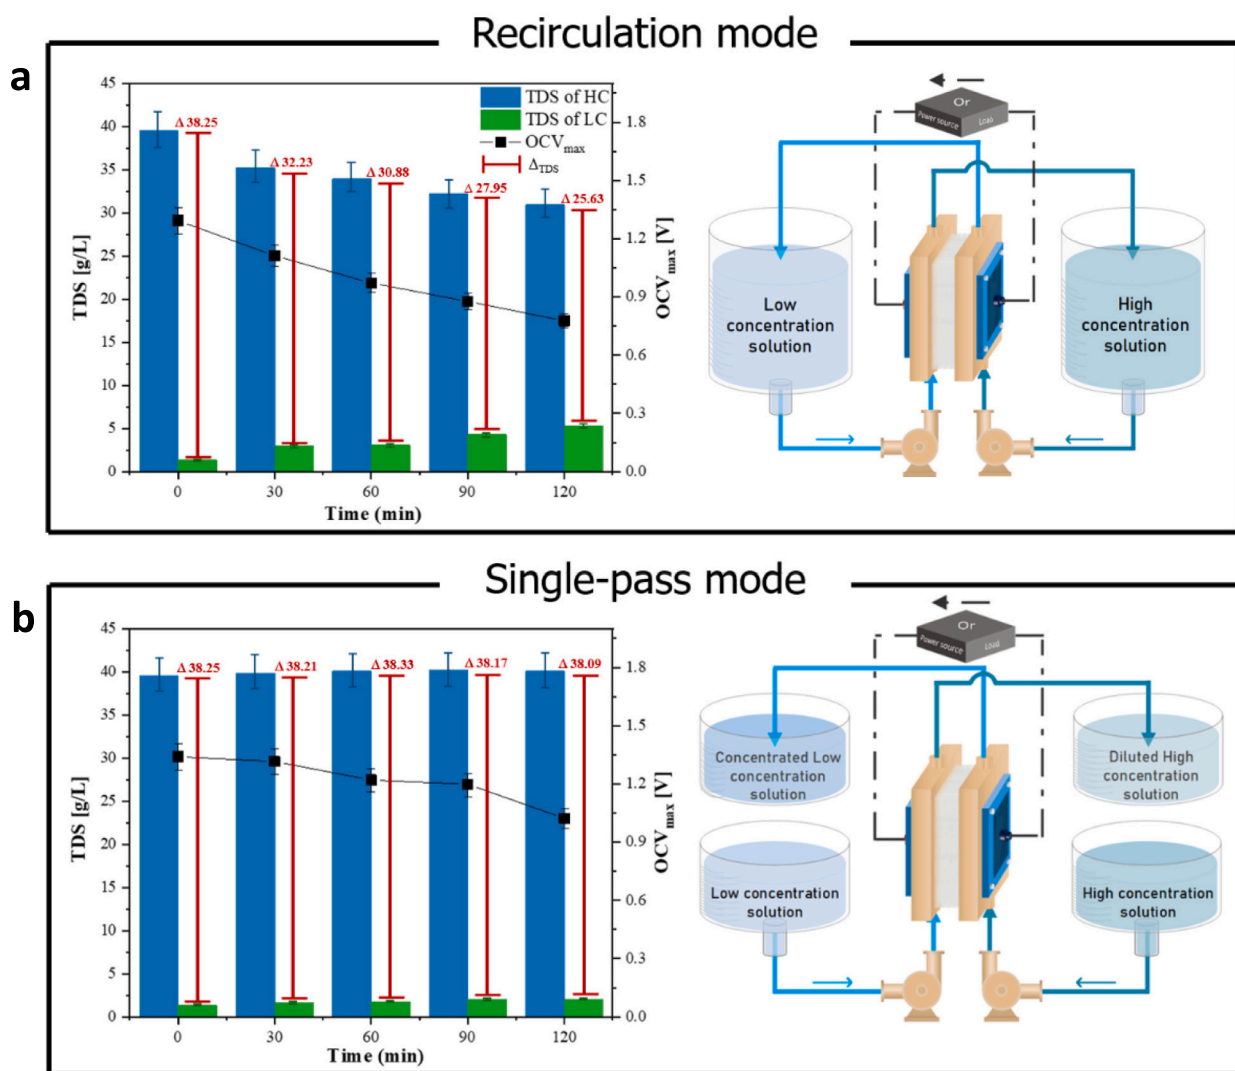 Recirculation mode
a
TDS of HC
TDS of LC
OCVmax
ΔTDS
Δ 38.25
Δ 32.23
Δ 30.88
Δ 27.95
Δ 25.63
45
40
35
30
25
20
15
10
5
0
TDS [g/L]
1.8
1.5
1.2
0.9
0.6
0.3
0.0
OCVmax [V]
0 30 60 90 120
Time (min)
Or
Power source
Load
Low
concentration
solution
High
concentration
solution
Single-pass mode
b
Δ 38.25
Δ 38.21
Δ 38.33
Δ 38.17
Δ 38.09
45
40
35
30
25
20
15
10
5
0
TDS [g/L]
1.8
1.5
1.2
0.9
0.6
0.3
0.0
OCVmax [V]
0 30 60 90 120
Time (min)
Or
Power source
Load
Concentrated Low
concentration
solution
Diluted High
concentration
solution
Low concentration
solution
High concentration
solution